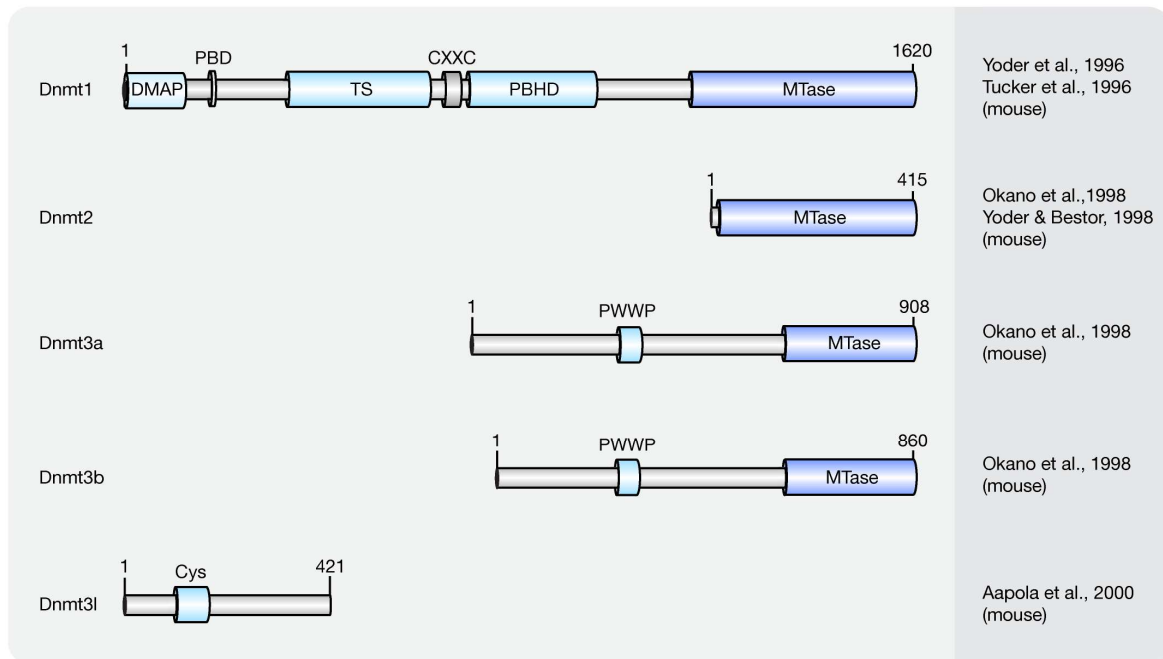 1
PBD
CXXC
1620
Dnmt1
DMAP
TS
PBHD
MTase
Yoder et al., 1996
Tucker et al., 1996
(mouse)
1
415
Dnmt2
MTase
Okano et al.,1998
Yoder & Bestor, 1998
(mouse)
1
PWWP
908
Dnmt3a
MTase
Okano et al., 1998
(mouse)
1
PWWP
860
Dnmt3b
MTase
Okano et al., 1998
(mouse)
1
Cys
421
Dnmt3l
Aapola et al., 2000
(mouse)